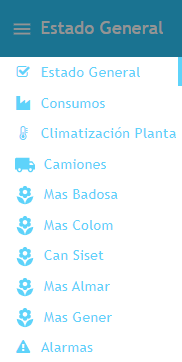 Estado General
Estado General
Consumos
Climatización Planta
Camiones
Mas Badosa
Mas Colom
Can Siset
Mas Almar
Mas Gener
Alarmas